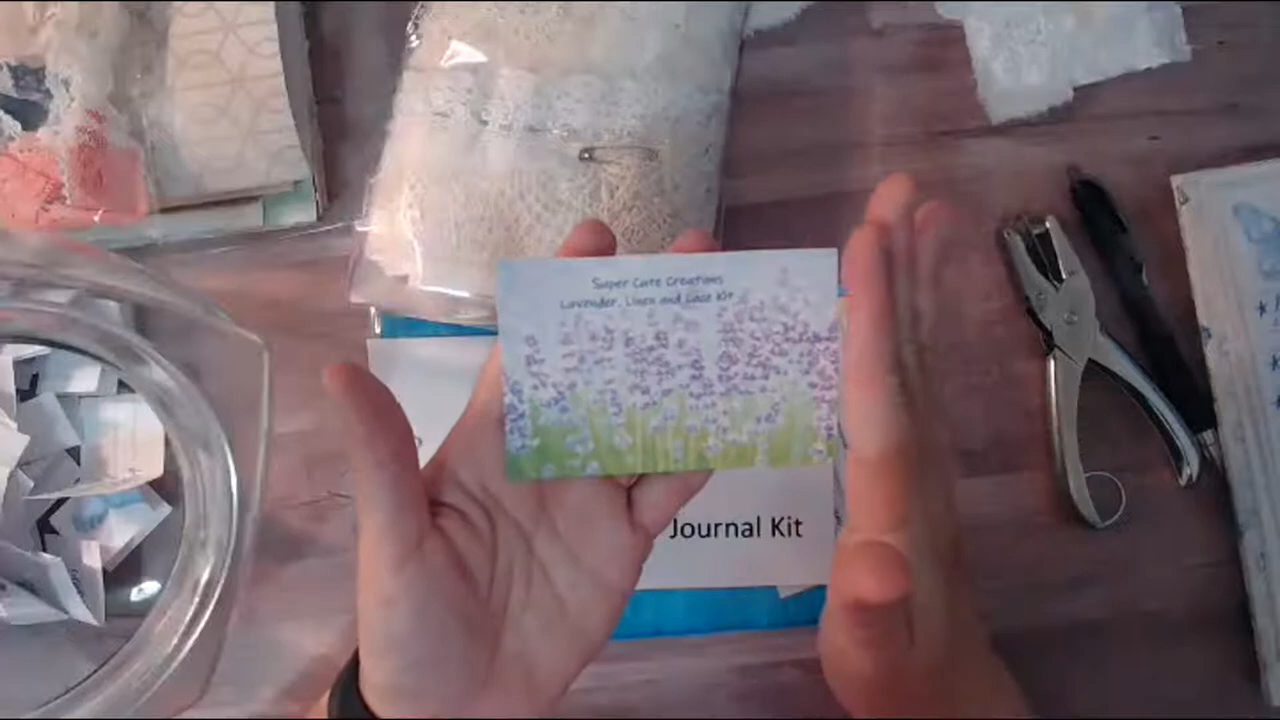 Super Cute Creations
Lavender, Linen and Lace Kit
Journal Kit